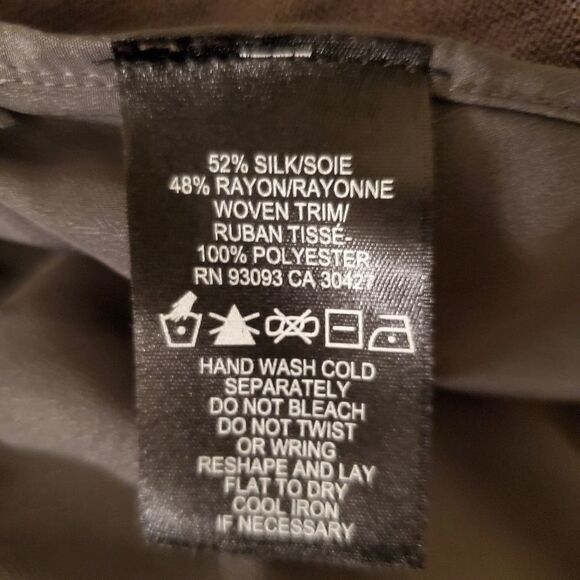 52% SILK/SOIE
48% RAYON/RAYONNE
WOVEN TRIM/
RUBAN TISSÉ-
100% POLYESTER
RN 93093 CA 30427
HAND WASH COLD
SEPARATELY
DO NOT BLEACH
DO NOT TWIST
OR WRING
RESHAPE AND LAY
FLAT TO DRY
COOL IRON
IF NECESSARY